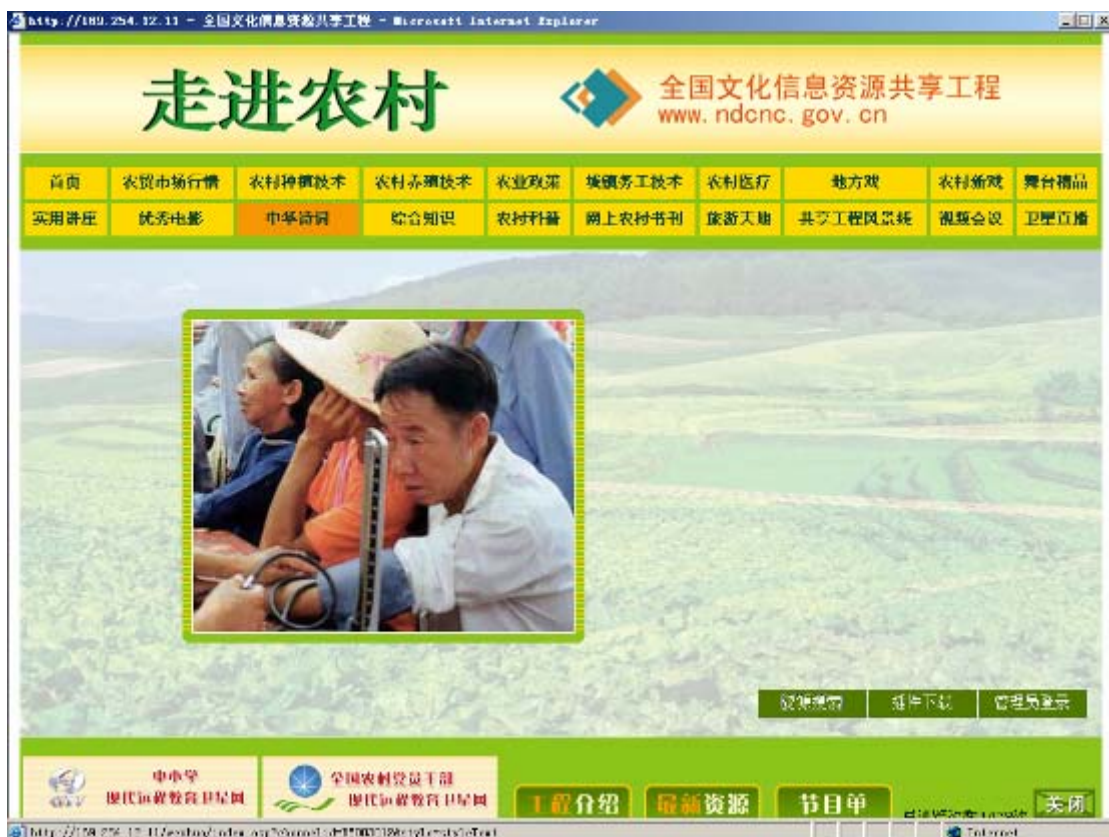 全国文化信息资源共享工程 - Microsoft Internet Explorer
走进农村
全国文化信息资源共享工程
www.ndcnc.gov.cn
首页 农贸市场行情 农村种植技术 农村养殖技术 农业政策 城镇务工技术 农村医疗 地方戏 农村新戏 舞台精品
实用讲座 优秀电影 中华诗词 综合知识 农村科普 网上农村书刊 旅游天地 共享工程风景线 视频会议 卫星直播
资源搜索 插件下载 管理员登录
中小学
现代远程教育卫星网
全国农村党员干部
现代远程教育卫星网
工程介绍 最新资源 节目单 关闭
Internet